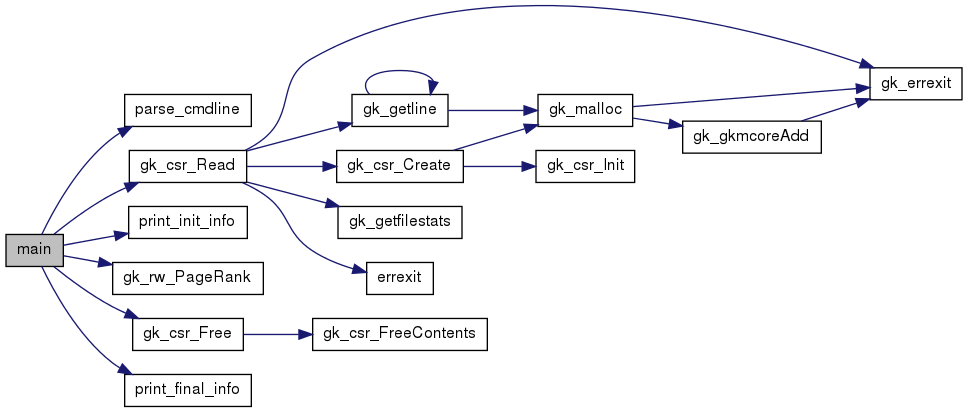 main
parse_cmdline
gk_csr_Read
print_init_info
gk_rw_PageRank
gk_csr_Free
print_final_info
gk_getline
gk_csr_Create
gk_getfilestats
errexit
gk_csr_FreeContents
gk_malloc
gk_csr_Init
gk_gkmcoreAdd
gk_errexit